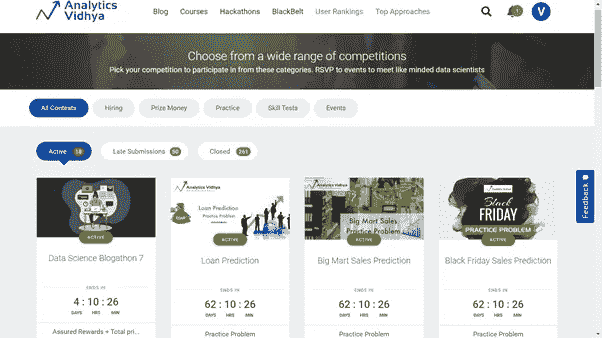 Analytics
Vidhya
Blog Courses Hackathons BlackBelt User Rankings Top Approaches
1
V
Choose from a wide range of competitions
Pick your competition to participate in from these categories. RSVP to events to meet like minded data scientists
All Contests Hiring Prize Money Practice Skill Tests Events
Active 18 Late Submissions 50 Closed 261
Feedback
Analytics Vidhya
Loan Prediction
Practice Problem
Analytics Vidhya
Big Mart Sales
Practice Problem
Black
FRIDAY
PRACTICE PROBLEM
ACTIVE ACTIVE ACTIVE ACTIVE
Data Science Blogathon 7 Loan Prediction Big Mart Sales Prediction Black Friday Sales Prediction
ENDS IN ENDS IN ENDS IN ENDS IN
4 : 10 : 26 62 : 10 : 26 62 : 10 : 26 62 : 10 : 26
DAYS HRS MIN DAYS HRS MIN DAYS HRS MIN DAYS HRS MIN
Assured Rewards + Total pri... Practice Problem Practice Problem Practice Problem